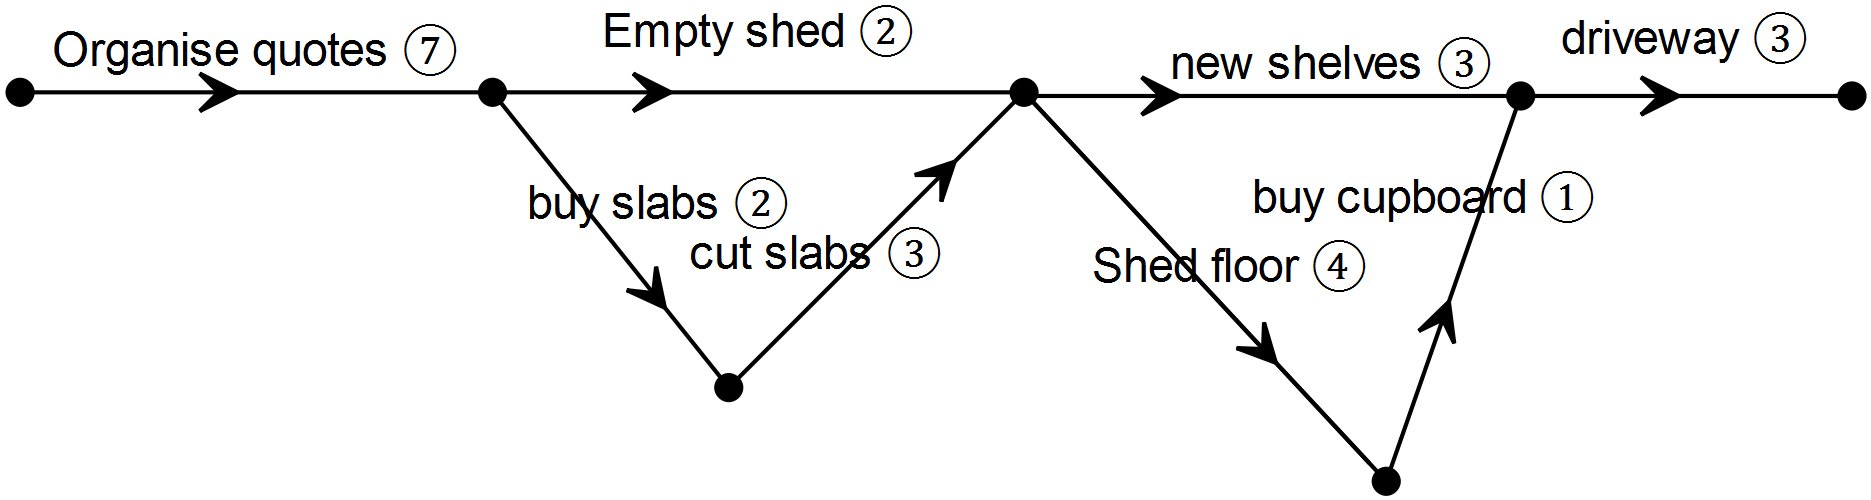 Organise quotes ⑦
Empty shed ②
new shelves ③
driveway ③
buy slabs ②
cut slabs ③
Shed floor ④
buy cupboard ①